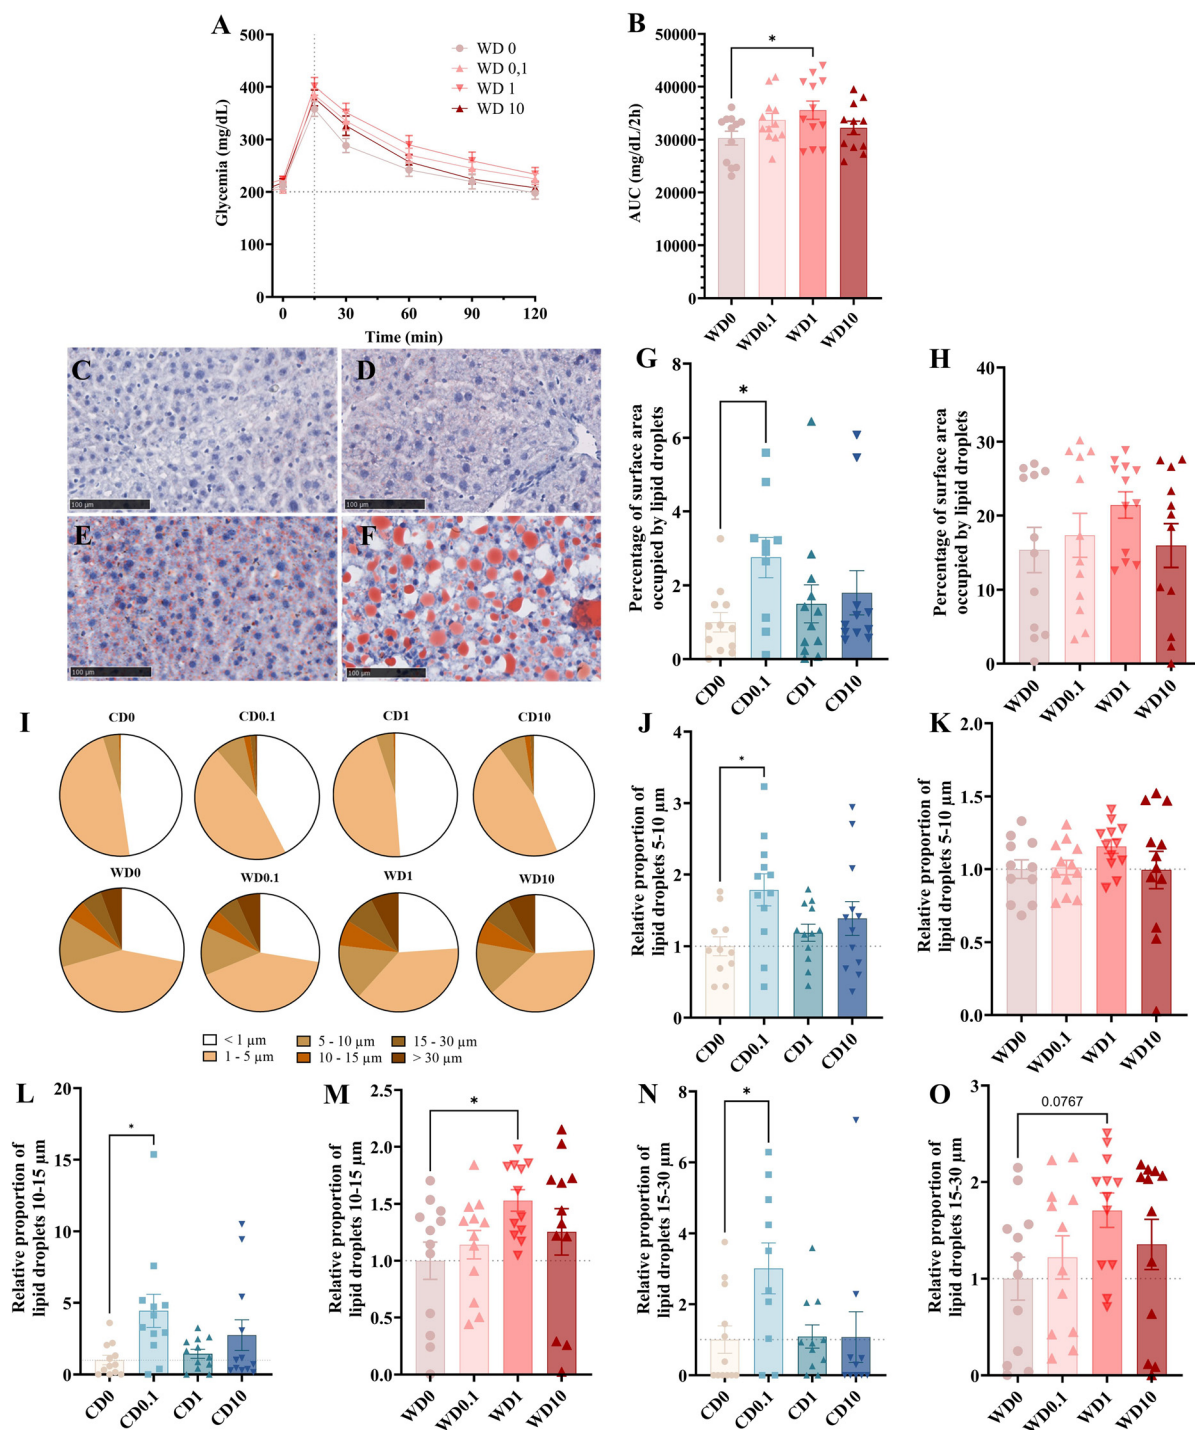 A
Glycemia (mg/dL)
500
400
300
200
100
0
0
30
60
90
120
Time (min)
WD 0
WD 0,1
WD 1
WD 10
B
AUC (mg/dL/2h)
50000
40000
30000
20000
10000
0
*
WD0
WD0.1
WD1
WD10
C
100 µm
D
100 µm
E
100 µm
F
100 µm
G
Percentage of surface area
occupied by lipid droplets
8
6
4
2
0
*
CD0
CD0.1
CD1
CD10
H
Percentage of surface area
occupied by lipid droplets
40
30
20
10
0
WD0
WD0.1
WD1
WD10
I
CD0
CD0.1
CD1
CD10
WD0
WD0.1
WD1
WD10
< 1 µm
5 - 10 µm
15 - 30 µm
1 - 5 µm
10 - 15 µm
> 30 µm
J
Relative proportion of
lipid droplets 5-10 µm
4
3
2
1
0
*
CD0
CD0.1
CD1
CD10
K
Relative proportion of
lipid droplets 5-10 µm
2.0
1.5
1.0
0.5
0.0
WD0
WD0.1
WD1
WD10
L
Relative proportion of
lipid droplets 10-15 µm
20
15
10
5
0
*
CD0
CD0.1
CD1
CD10
M
Relative proportion of
lipid droplets 10-15 µm
2.5
2.0
1.5
1.0
0.5
0.0
*
WD0
WD0.1
WD1
WD10
N
Relative proportion of
lipid droplets 15-30 µm
8
6
4
2
0
*
CD0
CD0.1
CD1
CD10
O
Relative proportion of
lipid droplets 15-30 µm
3
2
1
0
0.0767
WD0
WD0.1
WD1
WD10